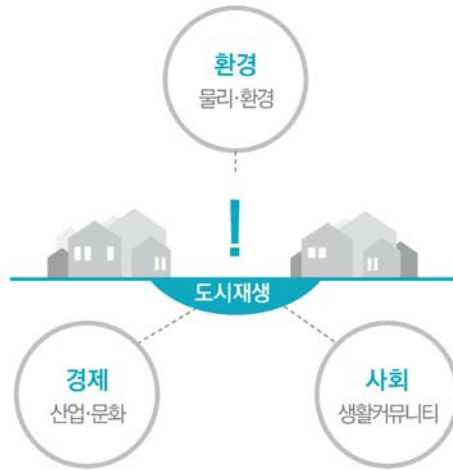 환경
물리·환경
!
도시재생
경제
산업·문화
사회
생활커뮤니티